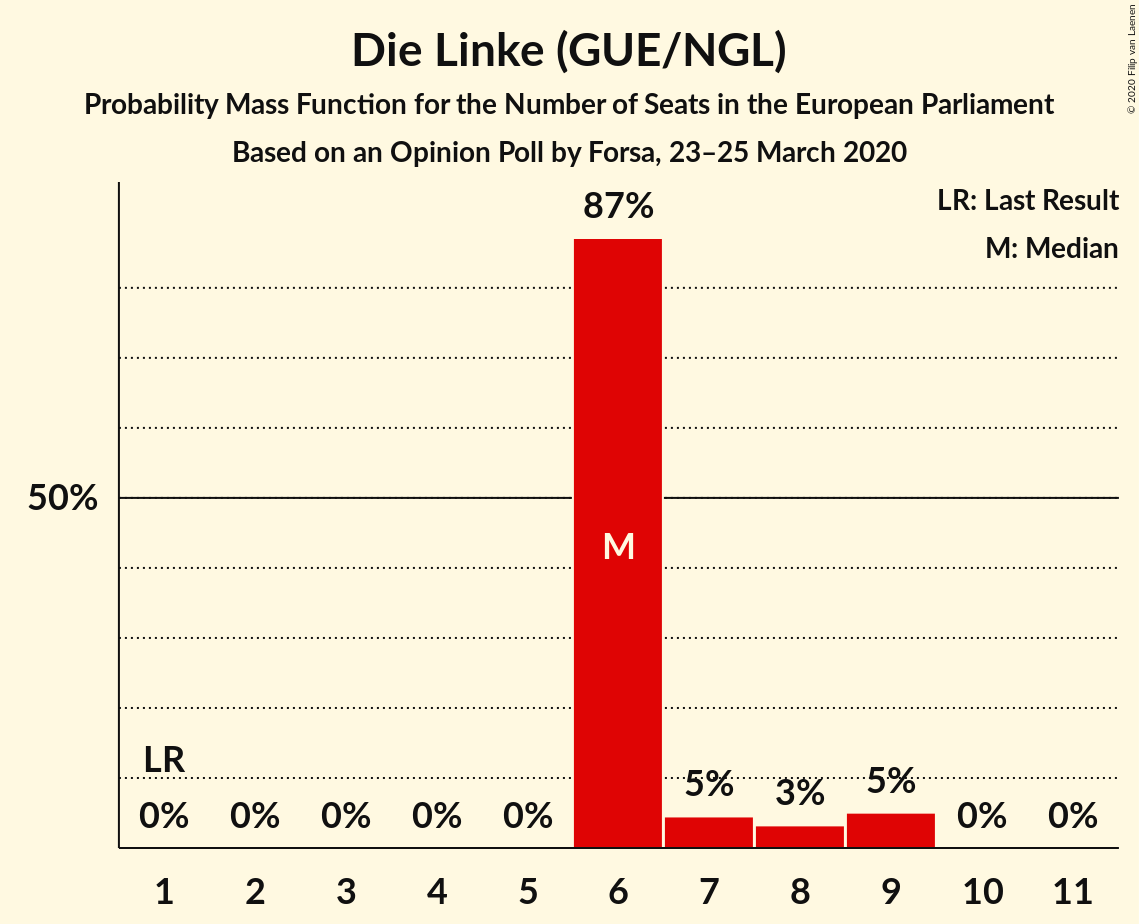 Die Linke (GUE/NGL)
Probability Mass Function for the Number of Seats in the European Parliament
Based on an Opinion Poll by Forsa, 23–25 March 2020
© 2020 Filip van Laenen
LR: Last Result
M: Median
87%
50%
M
LR
0% 0% 0% 0% 0% 5% 3% 5% 0% 0%
1 2 3 4 5 6 7 8 9 10 11